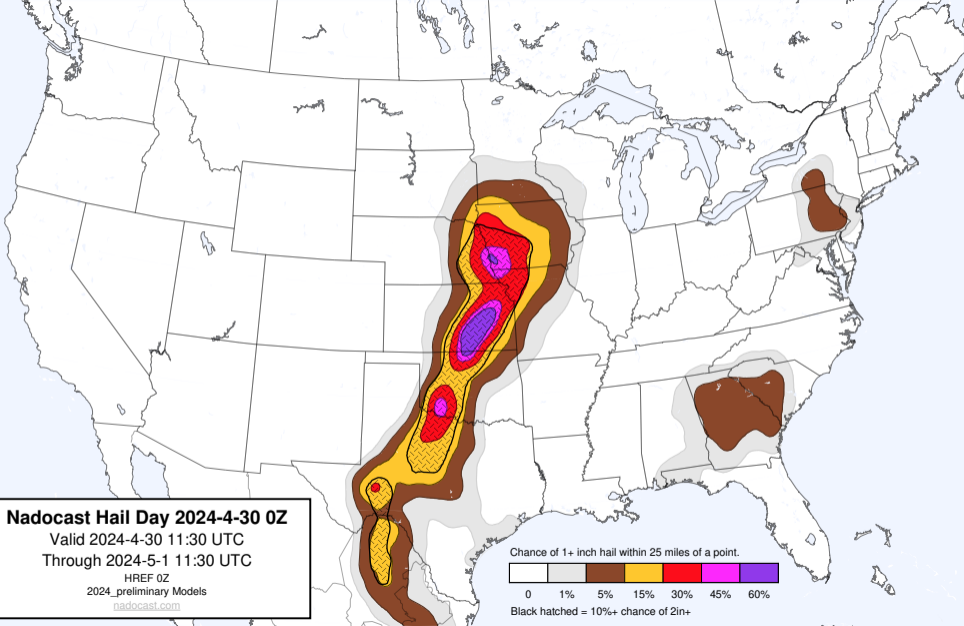 Nadocast Hail Day 2024-4-30 0Z
Valid 2024-4-30 11:30 UTC
Through 2024-5-1 11:30 UTC
HREF 0Z
2024_preliminary Models
nadocast.com
Chance of 1+ inch hail within 25 miles of a point.
0 1% 5% 15% 30% 45% 60%
Black hatched = 10%+ chance of 2in+